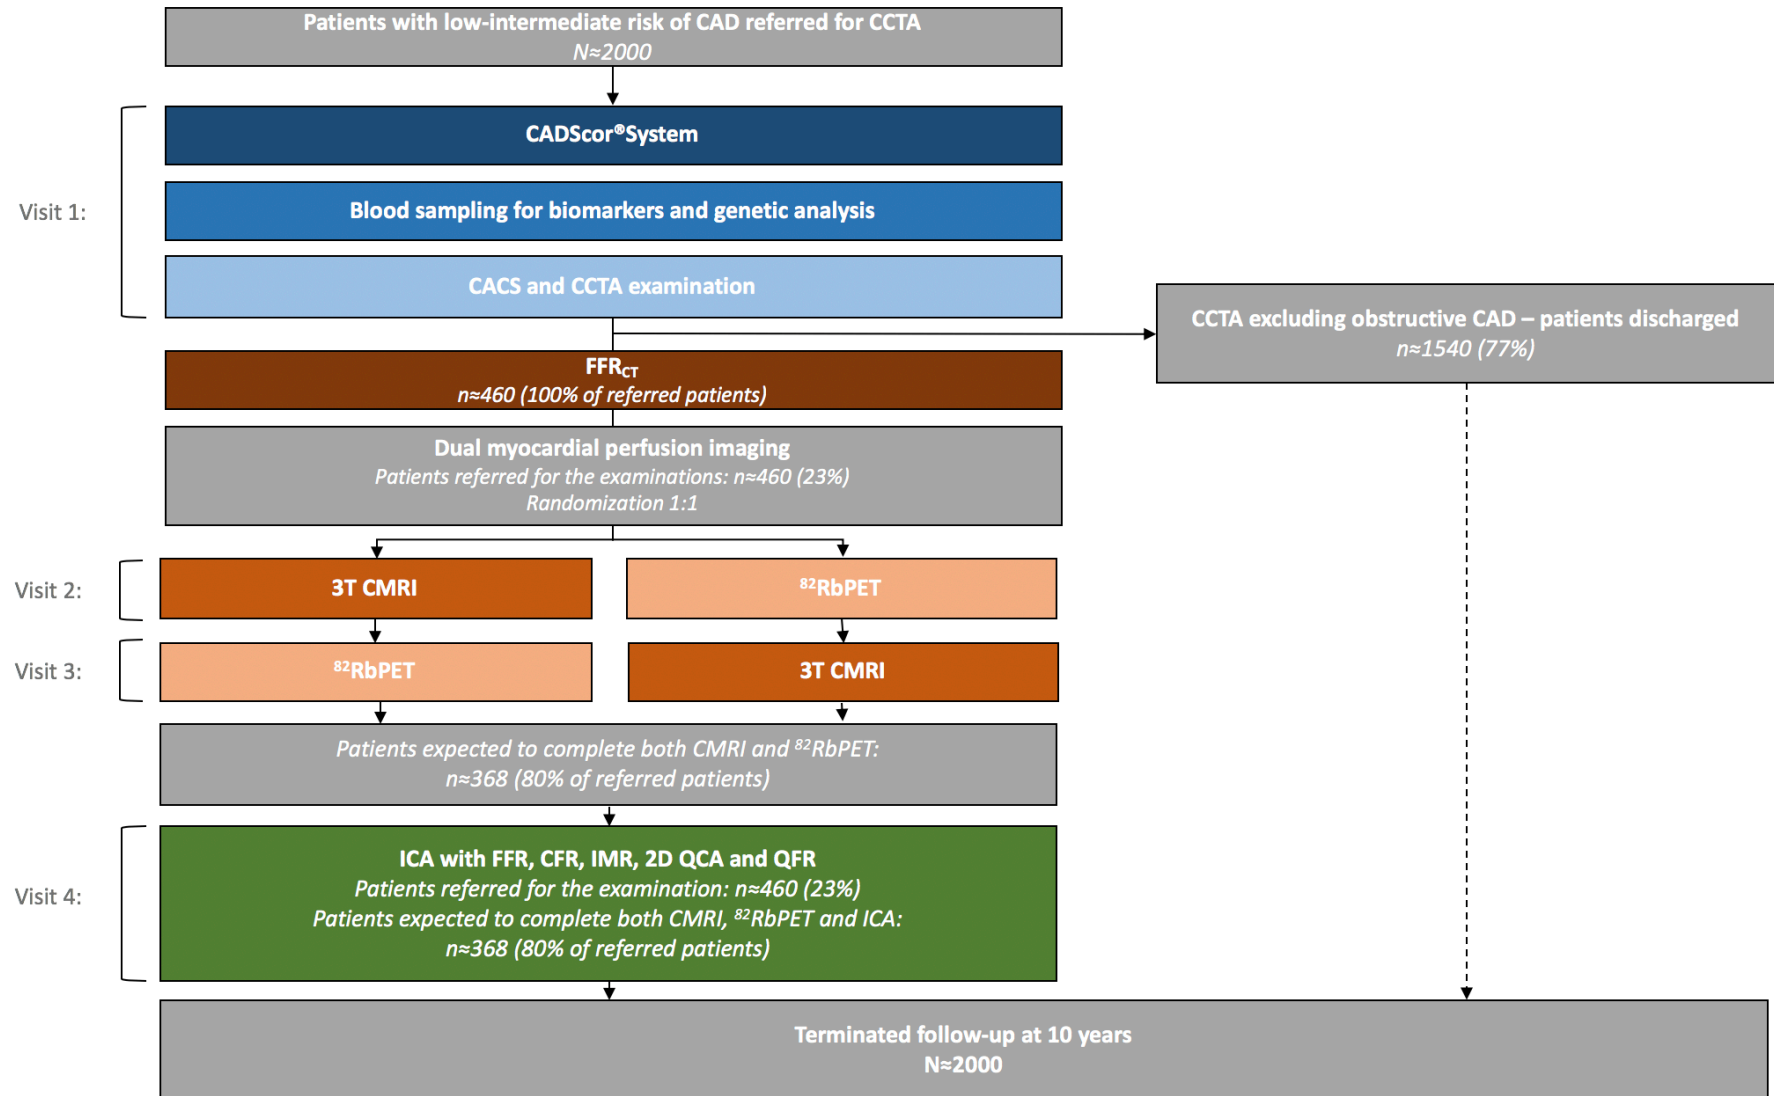 Patients with low-intermediate risk of CAD referred for CCTA
N≈2000
Visit 1:
CADScor®System
Blood sampling for biomarkers and genetic analysis
CACS and CCTA examination
CCTA excluding obstructive CAD – patients discharged
n≈1540 (77%)
FFRCT
n≈460 (100% of referred patients)
Dual myocardial perfusion imaging
Patients referred for the examinations: n≈460 (23%)
Randomization 1:1
Visit 2:
3T CMRI
⁸²RbPET
Visit 3:
⁸²RbPET
3T CMRI
Patients expected to complete both CMRI and ⁸²RbPET:
n≈368 (80% of referred patients)
Visit 4:
ICA with FFR, CFR, IMR, 2D QCA and QFR
Patients referred for the examination: n≈460 (23%)
Patients expected to complete both CMRI, ⁸²RbPET and ICA:
n≈368 (80% of referred patients)
Terminated follow-up at 10 years
N≈2000